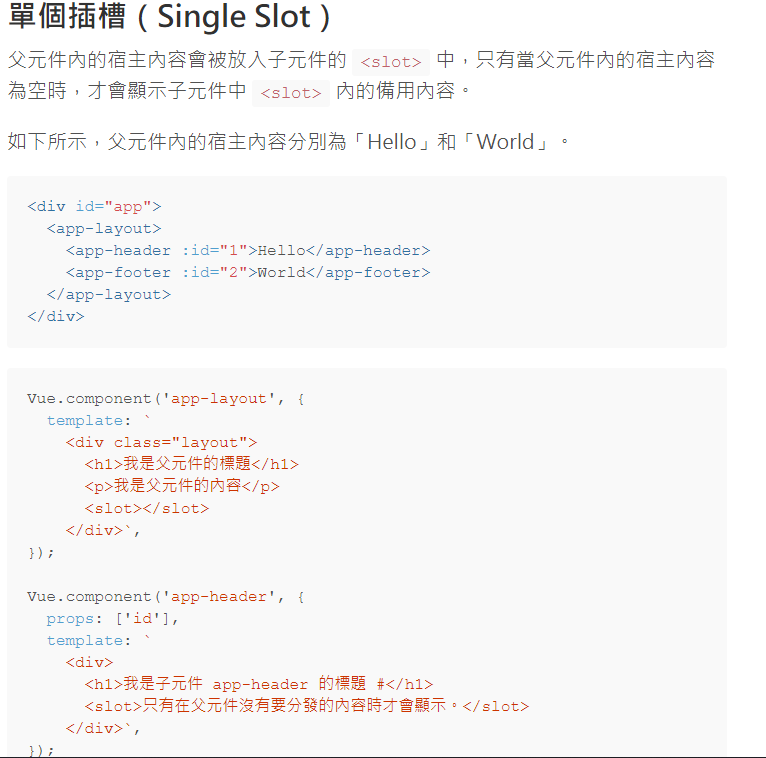 單個插槽（Single Slot）
父元件內的宿主內容會被放入子元件的 <slot> 中，只有當父元件內的宿主內容
為空時，才會顯示子元件中 <slot> 內的備用內容。
如下所示，父元件內的宿主內容分別為「Hello」和「World」。
<div id="app">
  <app-layout>
    <app-header :id="1">Hello</app-header>
    <app-footer :id="2">World</app-footer>
  </app-layout>
</div>
Vue.component('app-layout', {
  template: `
    <div class="layout">
      <h1>我是父元件的標題</h1>
      <p>我是父元件的內容</p>
      <slot></slot>
    </div>`,
});
Vue.component('app-header', {
  props: ['id'],
  template: `
    <div>
      <h1>我是子元件 app-header 的標題 #</h1>
      <slot>只有在父元件沒有要分發的內容時才會顯示。</slot>
    </div>`,
});